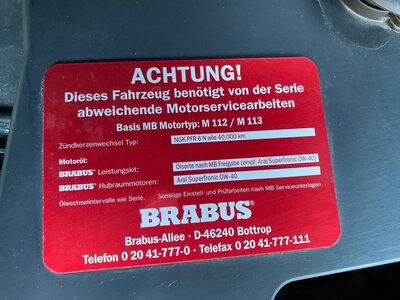 ACHTUNG!
Dieses Fahrzeug benötigt von der Serie
abweichende Motorservicearbeiten
Basis MB Motortyp: M 112 / M 113
Zündkerzenwechsel Typ: NGK PFR 6 N alle 40.000 km
Motoröl:
BRABUS® Leistungskit: Ölsorte nach MB Freigabe (empf. Aral SuperTronic OW-40)
BRABUS® Hubraummotoren: Aral SuperTronic OW-40
Ölwechselintervalle wie Serie. Sonstige Einstell- und Prüfarbeiten nach MB Serviceunterlagen
BRABUS®
Brabus-Allee · D-46240 Bottrop
Telefon 0 20 41-777-0 · Telefax 0 20 41-777-111